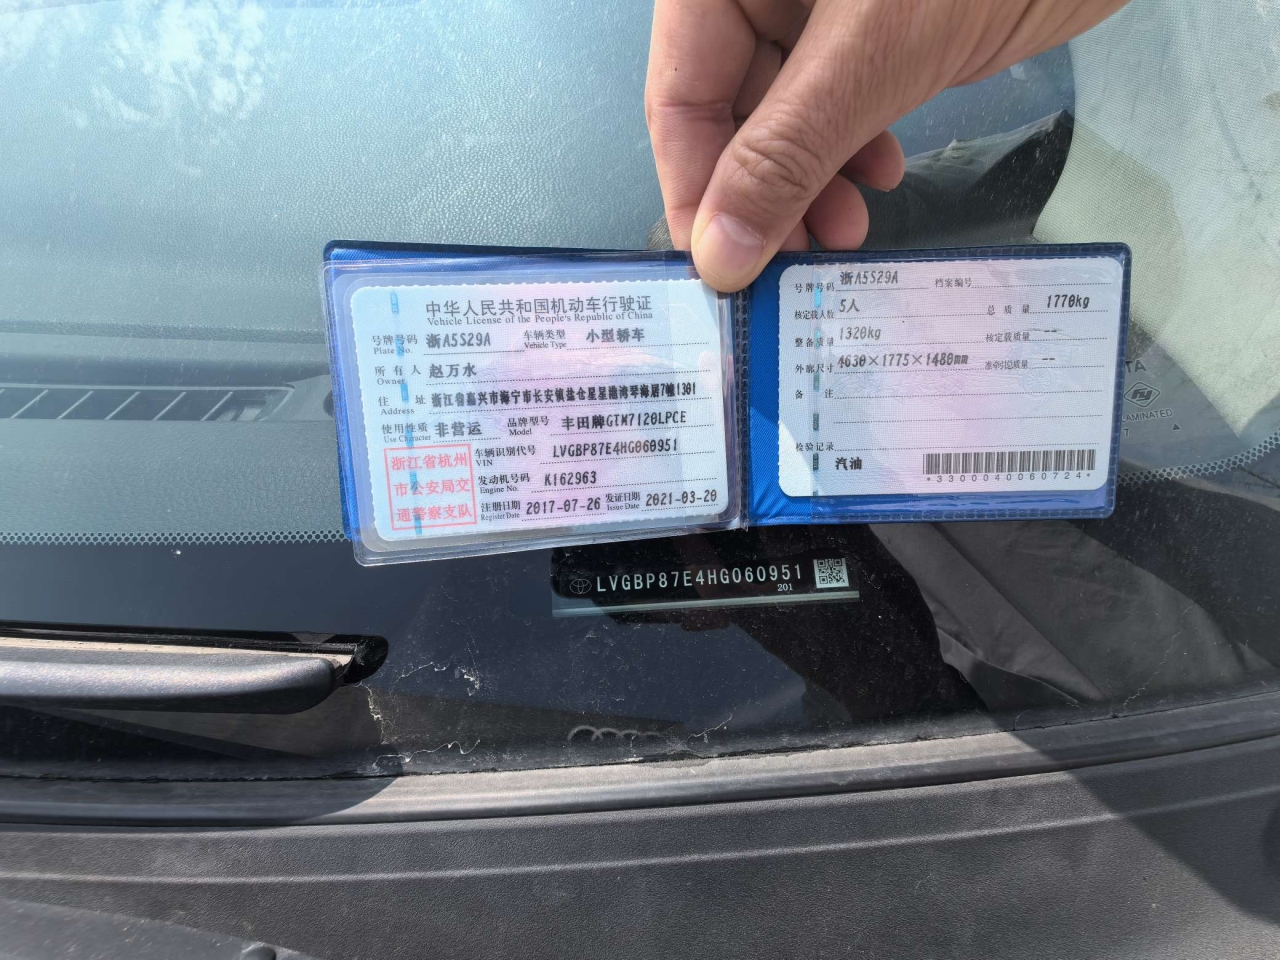 中华人民共和国机动车行驶证
Vehicle License of the People's Republic of China
号牌号码 浙A5S29A 车辆类型 小型轿车
Plate No. Vehicle Type
所有人 赵万水
Owner
住址 浙江省嘉兴市海宁市长安镇盐仓星星港湾琴海居7幢1301
Address
使用性质 非营运 品牌型号 丰田牌GTM7120LPCE
Use Character Model
浙江省杭州
市公安局交
通警察支队
车辆识别代号 LVGBP87E4HG060951
VIN
发动机号码 K162963
Engine No.
注册日期 2017-07-26 发证日期 2021-03-20
Register Date Issue Date
号牌号码 浙A5S29A 档案编号
核定载人数 5人 总质量 1770kg
整备质量 1320kg 核定载质量 --
外廓尺寸 4630×1775×1480mm 准牵引总质量 --
备注
检验记录
汽油
*3300040060724*
LVGBP87E4HG060951
201
TA
LAMINATED